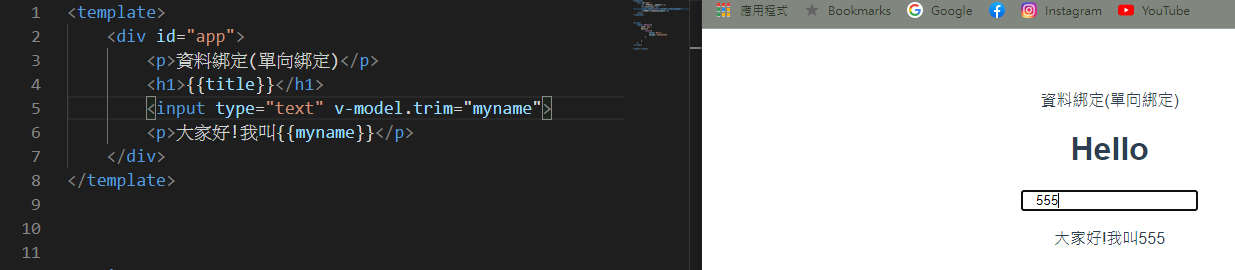 1 <template>
2 <div id="app">
3 <p>資料綁定(單向綁定)</p>
4 <h1>{{title}}</h1>
5 <input type="text" v-model.trim="myname">
6 <p>大家好!我叫{{myname}}</p>
7 </div>
8 </template>
9
10
11
應用程式 Bookmarks Google Instagram YouTube
資料綁定(單向綁定)
Hello
555
大家好!我叫555